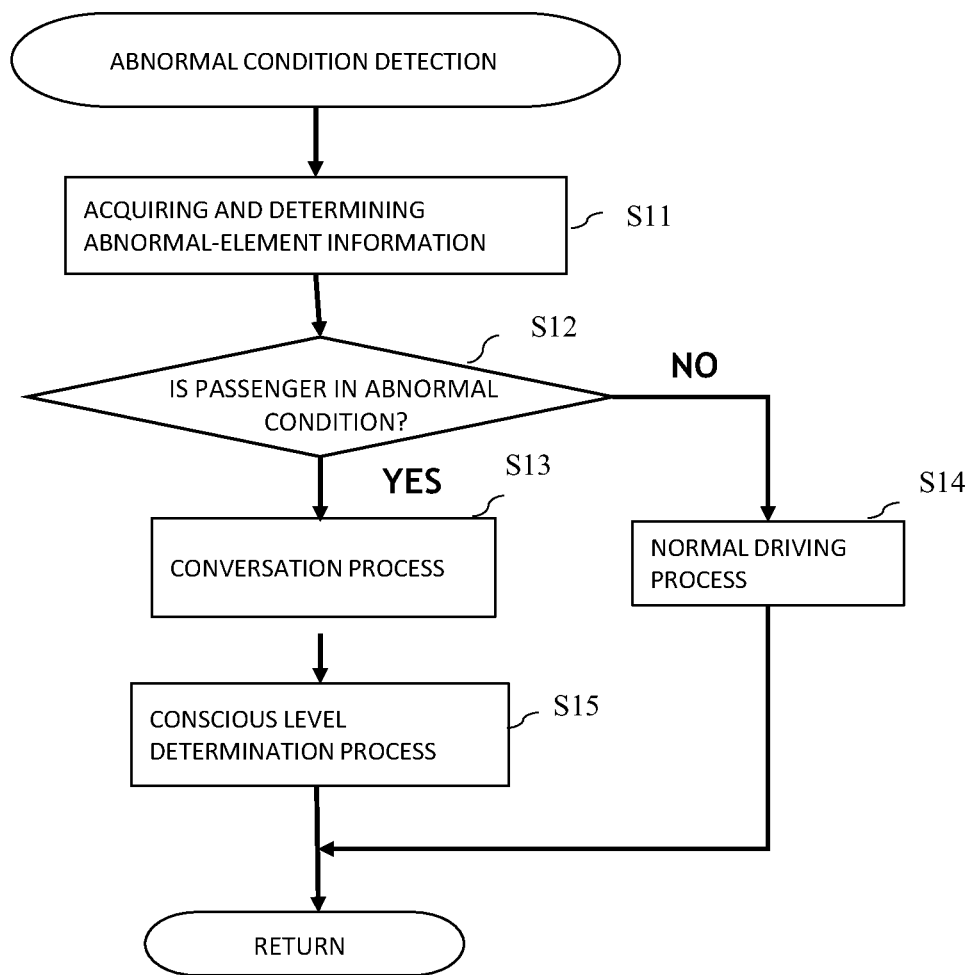 ABNORMAL CONDITION DETECTION
ACQUIRING AND DETERMINING
ABNORMAL-ELEMENT INFORMATION
S11
S12
IS PASSENGER IN ABNORMAL
CONDITION?
NO
YES
S13
S14
CONVERSATION PROCESS
NORMAL DRIVING
PROCESS
S15
CONSCIOUS LEVEL
DETERMINATION PROCESS
RETURN